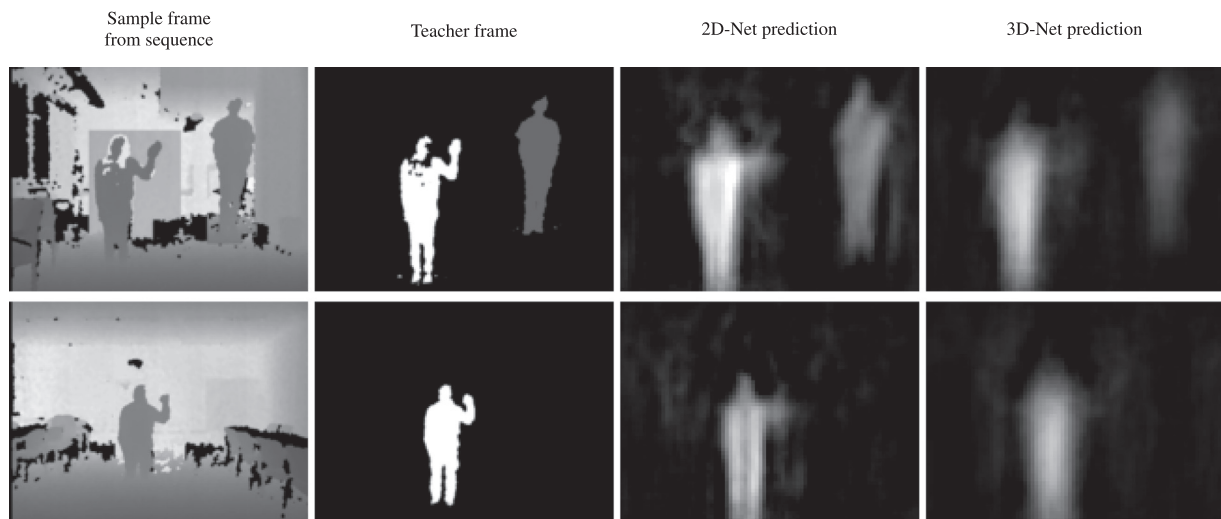 Sample frame
from sequence
Teacher frame
2D-Net prediction
3D-Net prediction